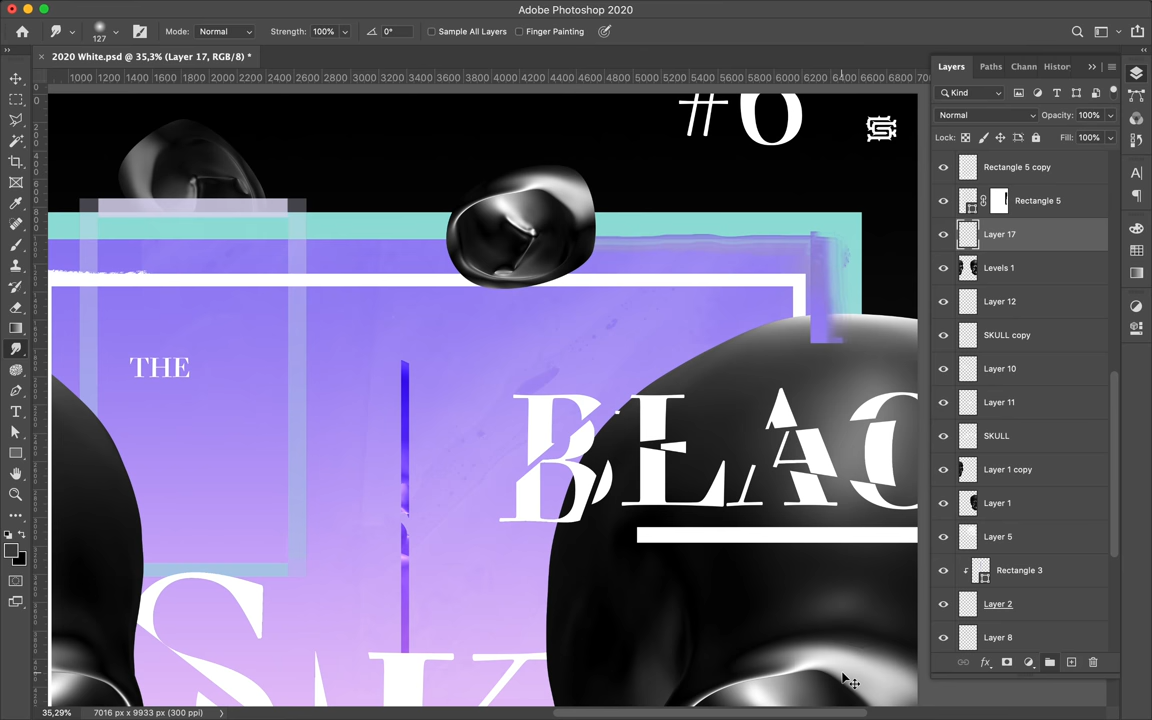 Adobe Photoshop 2020
127
Mode:
Normal
Strength:
100%
0°
Sample All Layers
Finger Painting
2020 White.psd @ 35,3% (Layer 17, RGB/8) *
1000 1200 1400 1600 1800 2000 2200 2400 2600 2800 3000 3200 3400 3600 3800 4000 4200 4400 4600 4800 5000 5200 5400 5600 5800 6000 6200 6400 6600 6800
#6
THE
BLAC
SK
Layers
Paths
Chann
Histor
Kind
Normal
Opacity:
100%
Lock:
Fill:
100%
Rectangle 5 copy
Rectangle 5
Layer 17
Levels 1
Layer 12
SKULL copy
Layer 10
Layer 11
SKULL
Layer 1 copy
Layer 1
Layer 5
Rectangle 3
Layer 2
Layer 8
fx
35,29%
7016 px x 9933 px (300 ppi)